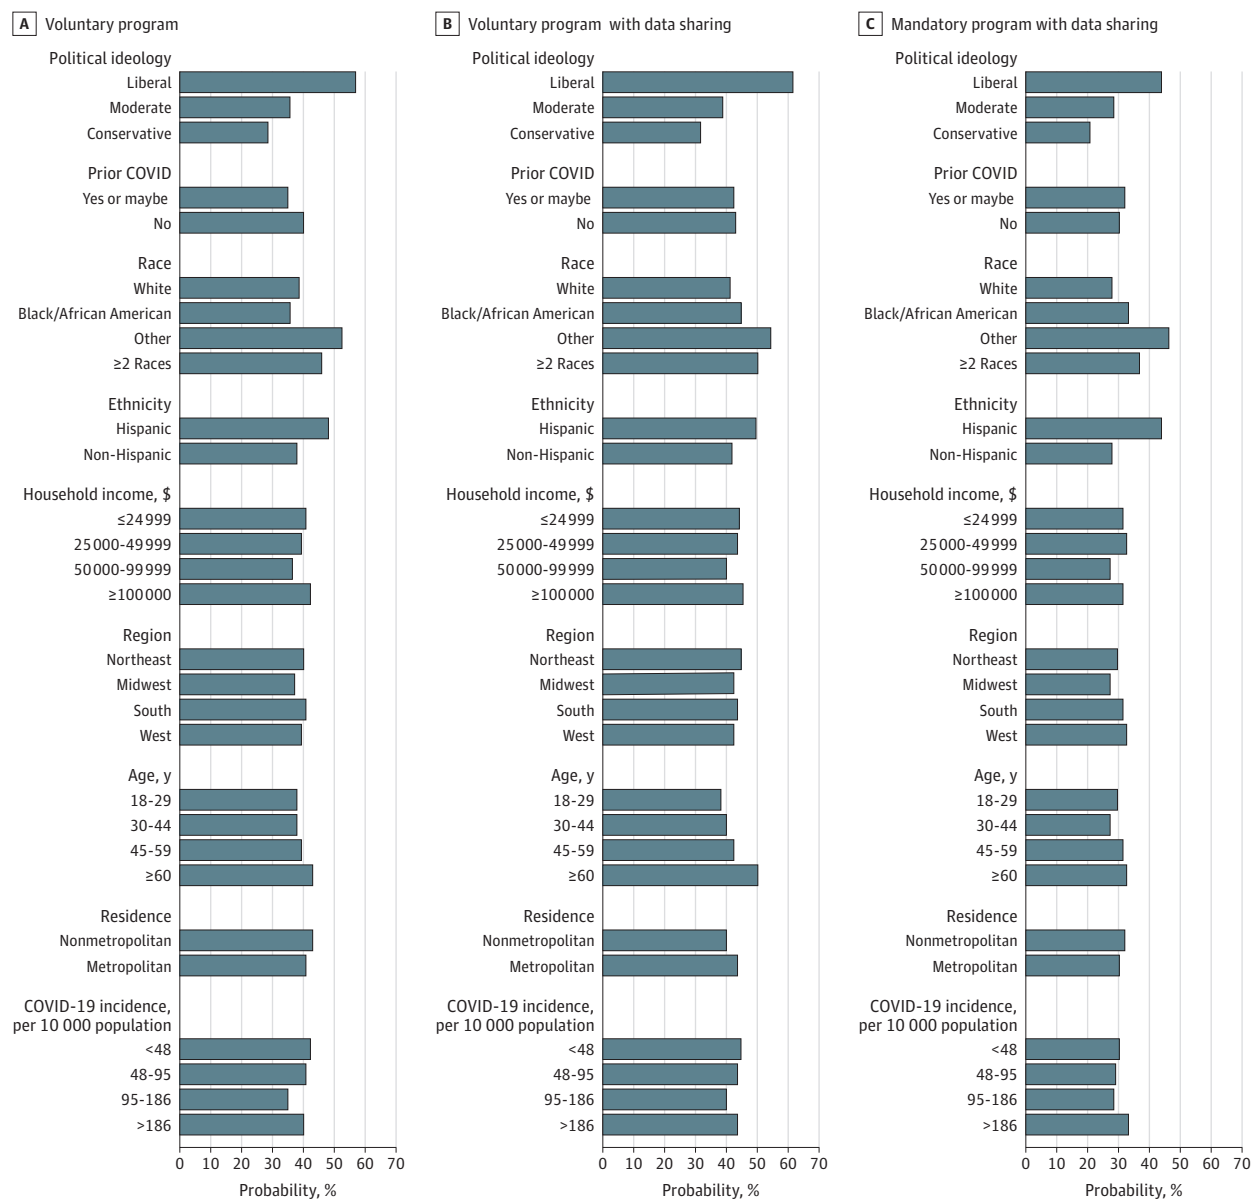 A Voluntary program
Political ideology
Liberal
Moderate
Conservative
Prior COVID
Yes or maybe
No
Race
White
Black/African American
Other
≥2 Races
Ethnicity
Hispanic
Non-Hispanic
Household income, $
≤24 999
25 000-49 999
50 000-99 999
≥100 000
Region
Northeast
Midwest
South
West
Age, y
18-29
30-44
45-59
≥60
Residence
Nonmetropolitan
Metropolitan
COVID-19 incidence,
per 10 000 population
<48
48-95
95-186
>186
0 10 20 30 40 50 60 70
Probability, %
B Voluntary program with data sharing
Political ideology
Liberal
Moderate
Conservative
Prior COVID
Yes or maybe
No
Race
White
Black/African American
Other
≥2 Races
Ethnicity
Hispanic
Non-Hispanic
Household income, $
≤24 999
25 000-49 999
50 000-99 999
≥100 000
Region
Northeast
Midwest
South
West
Age, y
18-29
30-44
45-59
≥60
Residence
Nonmetropolitan
Metropolitan
COVID-19 incidence,
per 10 000 population
<48
48-95
95-186
>186
0 10 20 30 40 50 60 70
Probability, %
C Mandatory program with data sharing
Political ideology
Liberal
Moderate
Conservative
Prior COVID
Yes or maybe
No
Race
White
Black/African American
Other
≥2 Races
Ethnicity
Hispanic
Non-Hispanic
Household income, $
≤24 999
25 000-49 999
50 000-99 999
≥100 000
Region
Northeast
Midwest
South
West
Age, y
18-29
30-44
45-59
≥60
Residence
Nonmetropolitan
Metropolitan
COVID-19 incidence,
per 10 000 population
<48
48-95
95-186
>186
0 10 20 30 40 50 60 70
Probability, %